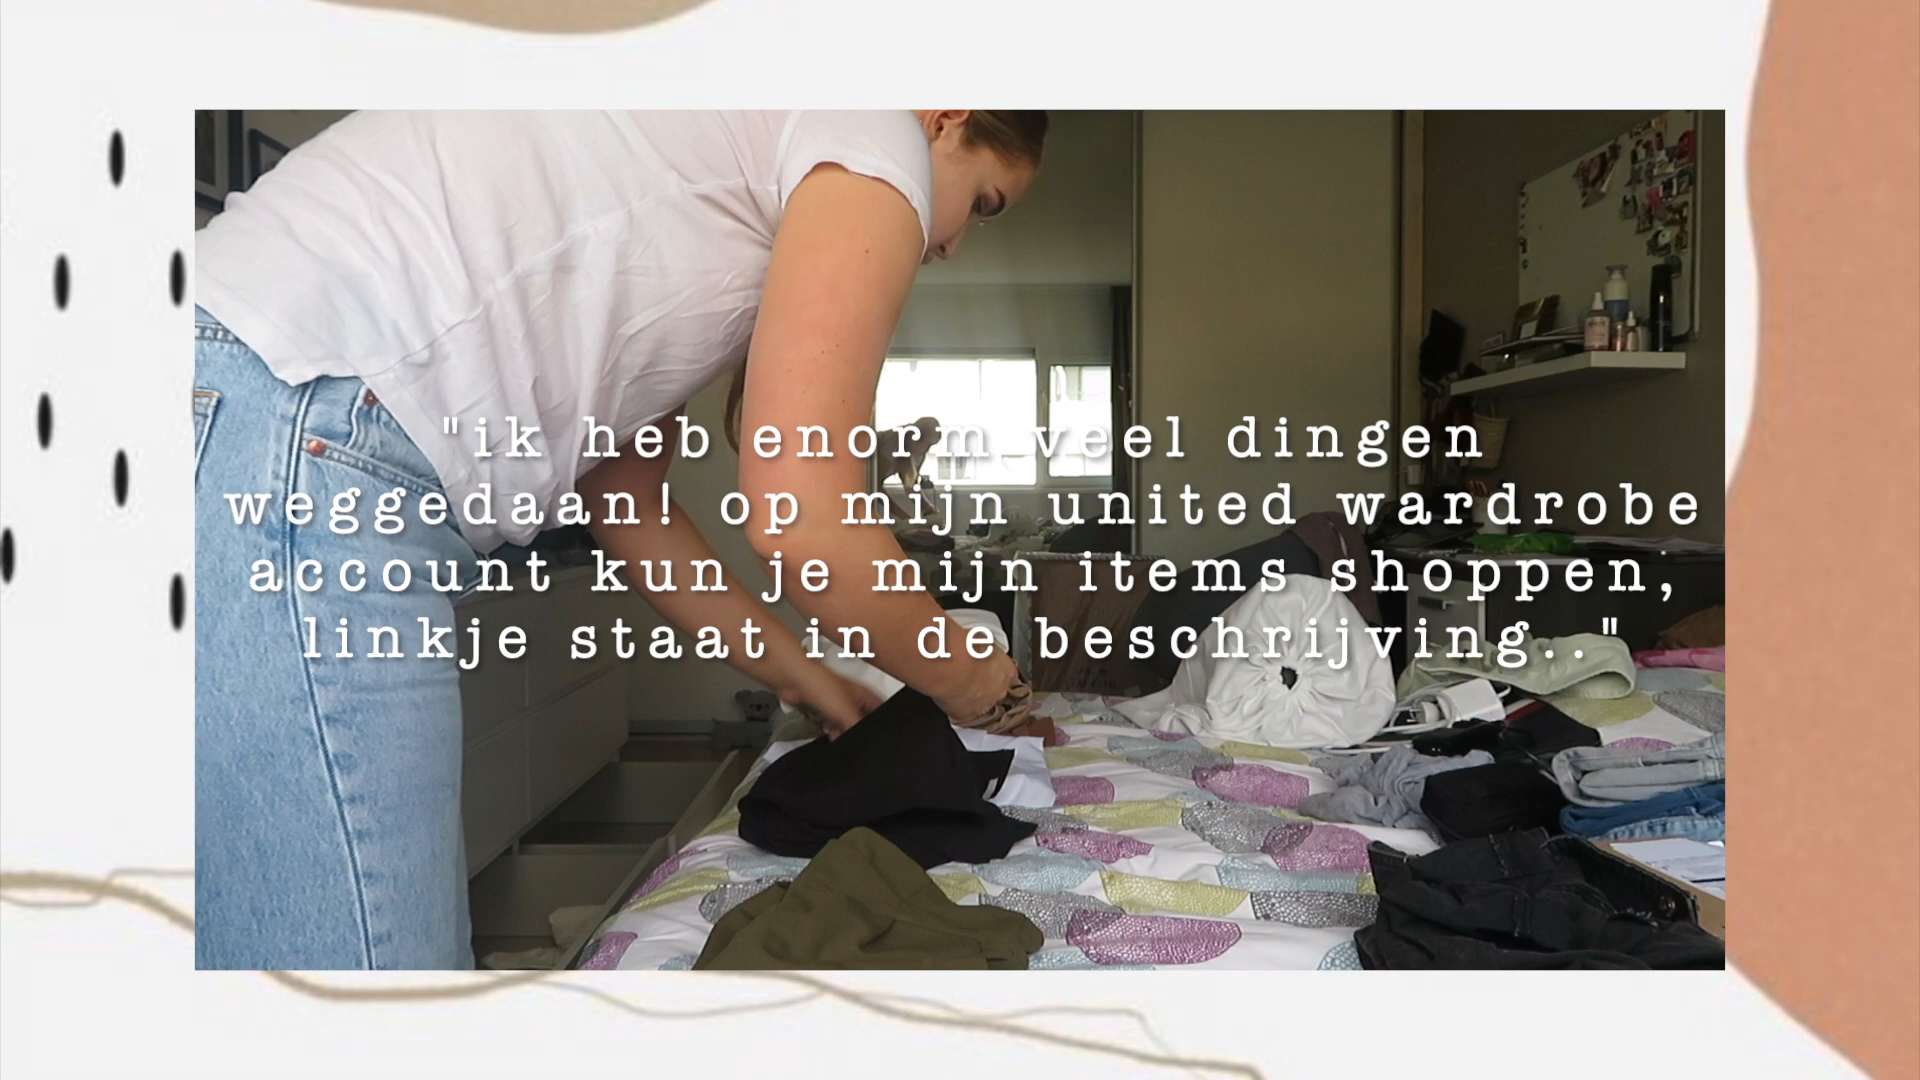 "ik heb enorm veel dingen
weggedaan! op mijn united wardrobe
account kun je mijn items shoppen,
linkje staat in de beschrijving.."